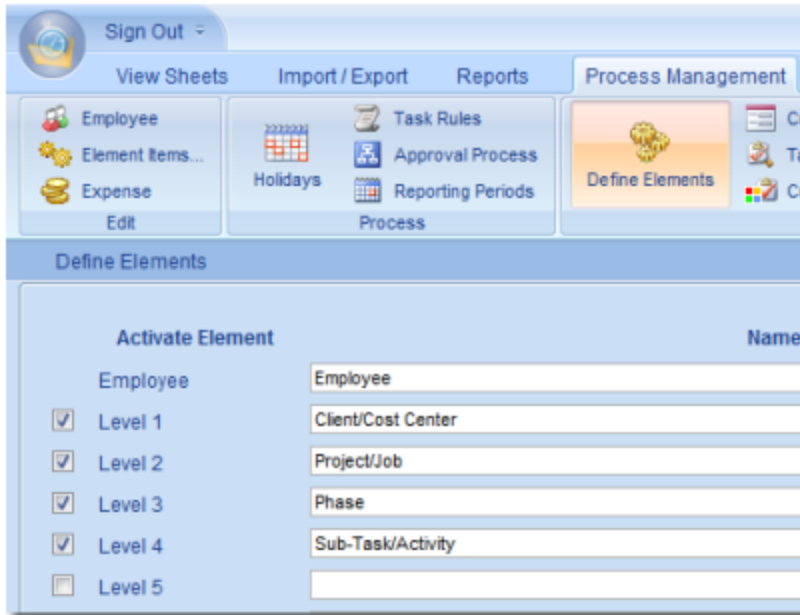 Sign Out
View Sheets Import / Export Reports Process Management
Employee
Element Items...
Expense
Edit
Holidays
Task Rules
Approval Process
Reporting Periods
Process
Define Elements
Define Elements
Activate Element Name
Employee Employee
Level 1 Client/Cost Center
Level 2 Project/Job
Level 3 Phase
Level 4 Sub-Task/Activity
Level 5